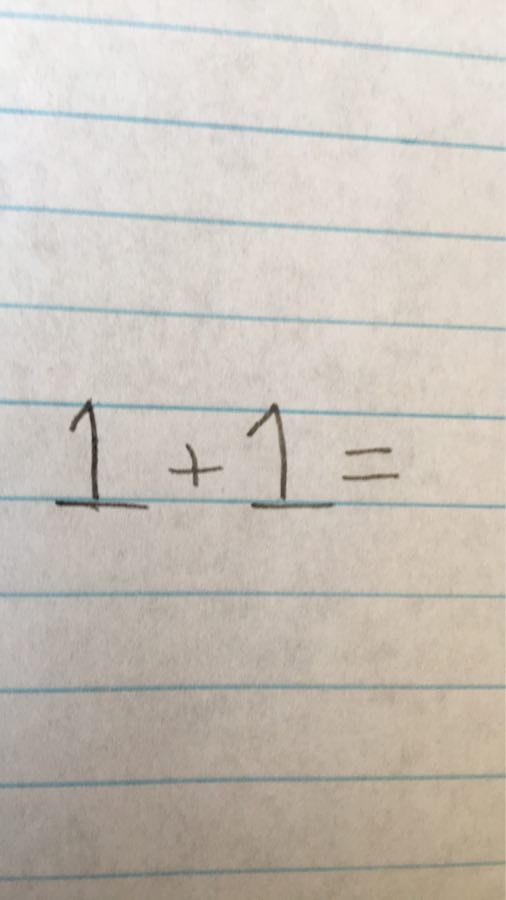 1 + 1 =